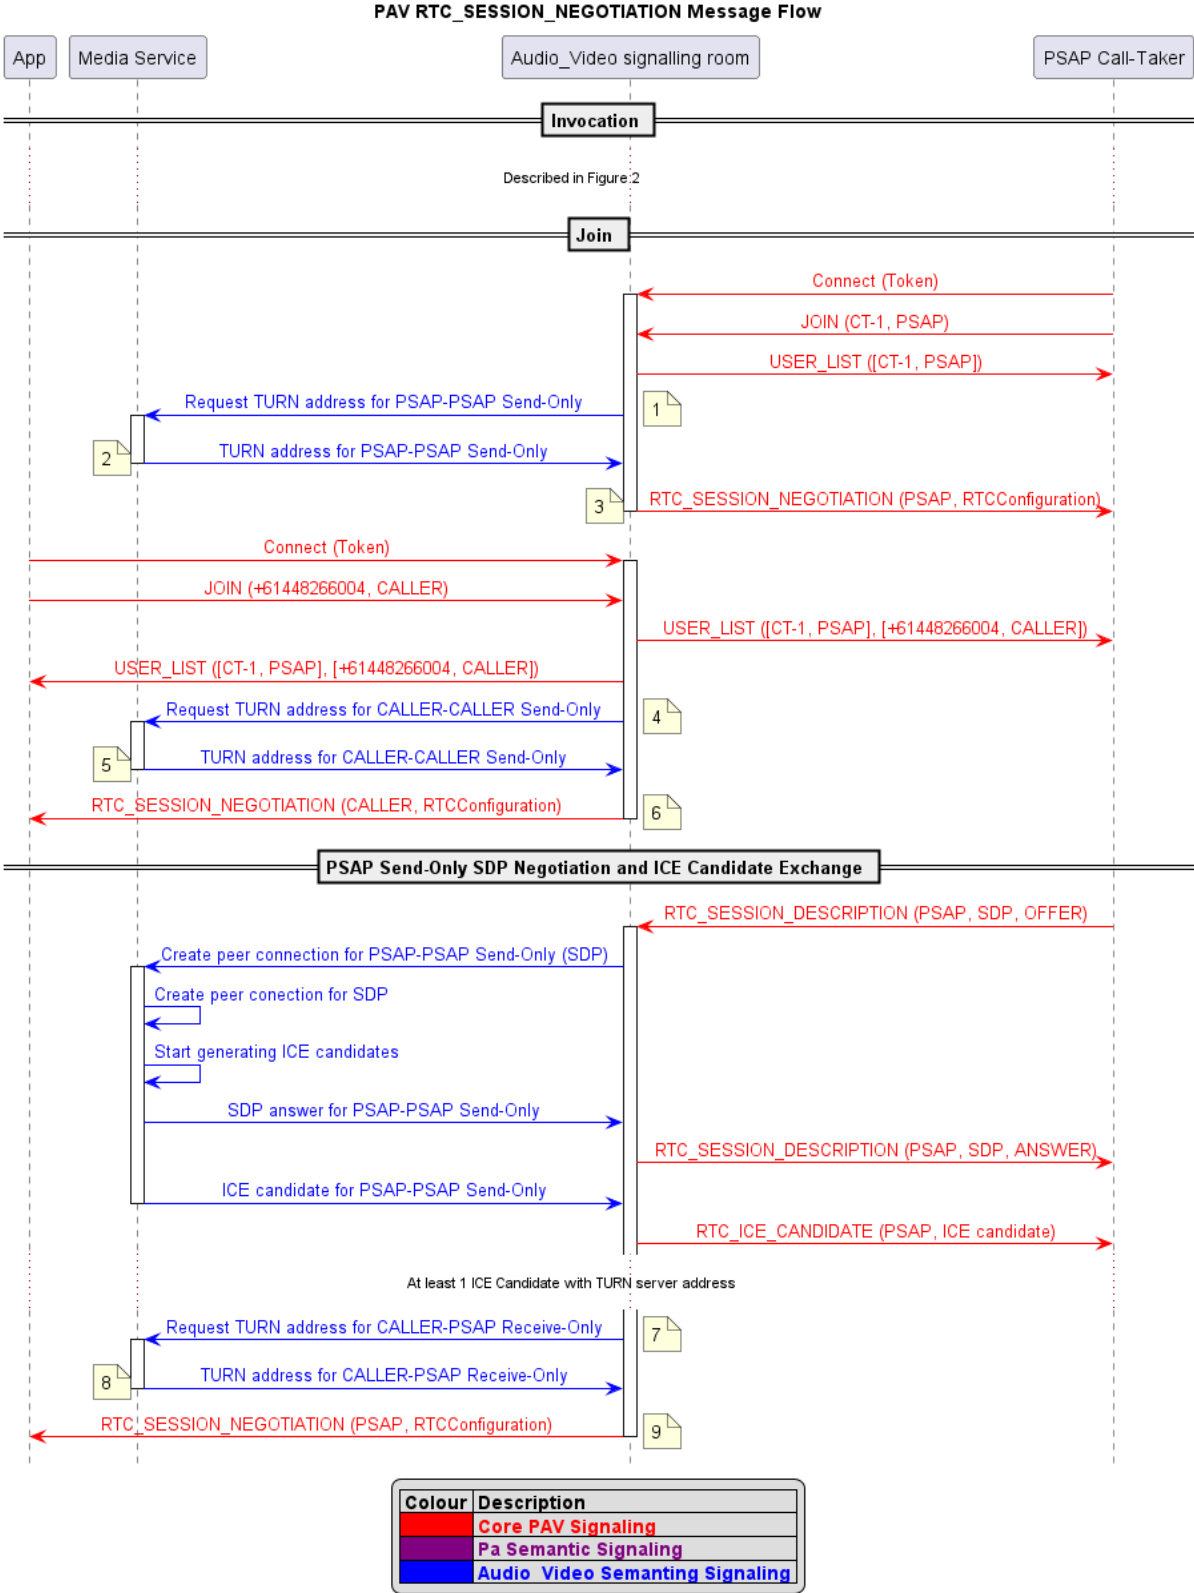 PAV RTC_SESSION_NEGOTIATION Message Flow
App
Media Service
Audio_Video signalling room
PSAP Call-Taker
Invocation
Described in Figure 2
Join
Connect (Token)
JOIN (CT-1, PSAP)
USER_LIST ([CT-1, PSAP])
Request TURN address for PSAP-PSAP Send-Only
1
TURN address for PSAP-PSAP Send-Only
2
3
RTC_SESSION_NEGOTIATION (PSAP, RTCConfiguration)
Connect (Token)
JOIN (+61448266004, CALLER)
USER_LIST ([CT-1, PSAP], [+61448266004, CALLER])
USER_LIST ([CT-1, PSAP], [+61448266004, CALLER])
Request TURN address for CALLER-CALLER Send-Only
4
TURN address for CALLER-CALLER Send-Only
5
RTC_SESSION_NEGOTIATION (CALLER, RTCConfiguration)
6
PSAP Send-Only SDP Negotiation and ICE Candidate Exchange
RTC_SESSION_DESCRIPTION (PSAP, SDP, OFFER)
Create peer connection for PSAP-PSAP Send-Only (SDP)
Create peer conection for SDP
Start generating ICE candidates
SDP answer for PSAP-PSAP Send-Only
RTC_SESSION_DESCRIPTION (PSAP, SDP, ANSWER)
ICE candidate for PSAP-PSAP Send-Only
RTC_ICE_CANDIDATE (PSAP, ICE candidate)
At least 1 ICE Candidate with TURN server address
Request TURN address for CALLER-PSAP Receive-Only
7
TURN address for CALLER-PSAP Receive-Only
8
RTC_SESSION_NEGOTIATION (PSAP, RTCConfiguration)
9
Colour Description
Core PAV Signaling
Pa Semantic Signaling
Audio Video Semanting Signaling